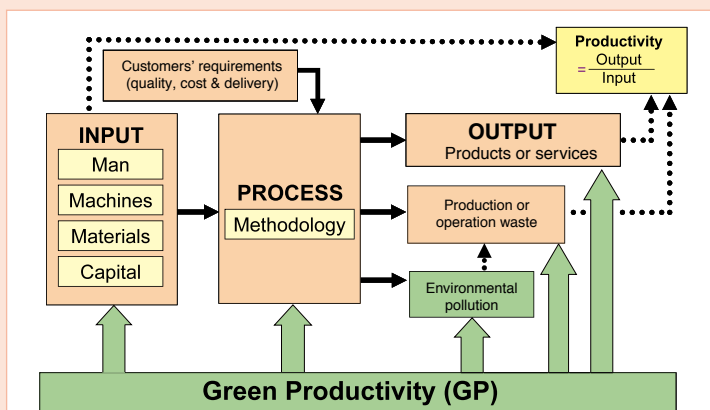 Productivity
= Output
Input
Customers' requirements
(quality, cost & delivery)
INPUT
Man
Machines
Materials
Capital
PROCESS
Methodology
OUTPUT
Products or services
Production or
operation waste
Environmental
pollution
Green Productivity (GP)